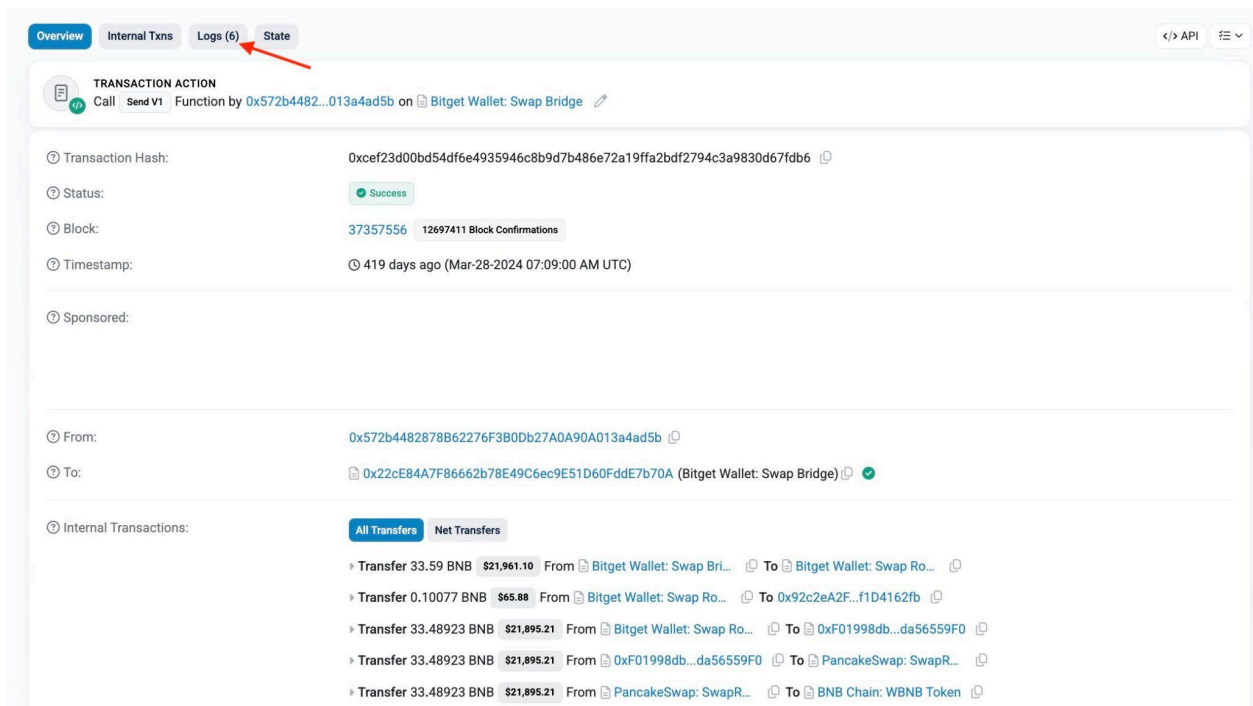 Overview Internal Txns Logs (6) State </> API
TRANSACTION ACTION
Call Send V1 Function by 0x572b4482...013a4ad5b on Bitget Wallet: Swap Bridge
Transaction Hash: 0xcef23d00bd54df6e4935946c8b9d7b486e72a19ffa2bdf2794c3a9830d67fdb6
Status: Success
Block: 37357556 12697411 Block Confirmations
Timestamp: 419 days ago (Mar-28-2024 07:09:00 AM UTC)
Sponsored:
From: 0x572b4482878B62276F3B0Db27A0A90A013a4ad5b
To: 0x22cE84A7F86662b78E49C6ec9E51D60FddE7b70A (Bitget Wallet: Swap Bridge)
Internal Transactions: All Transfers Net Transfers
Transfer 33.59 BNB $21,961.10 From Bitget Wallet: Swap Bri... To Bitget Wallet: Swap Ro...
Transfer 0.10077 BNB $65.88 From Bitget Wallet: Swap Ro... To 0x92c2eA2F...f1D4162fb
Transfer 33.48923 BNB $21,895.21 From Bitget Wallet: Swap Ro... To 0xF01998db...da56559F0
Transfer 33.48923 BNB $21,895.21 From 0xF01998db...da56559F0 To PancakeSwap: SwapR...
Transfer 33.48923 BNB $21,895.21 From PancakeSwap: SwapR... To BNB Chain: WBNB Token